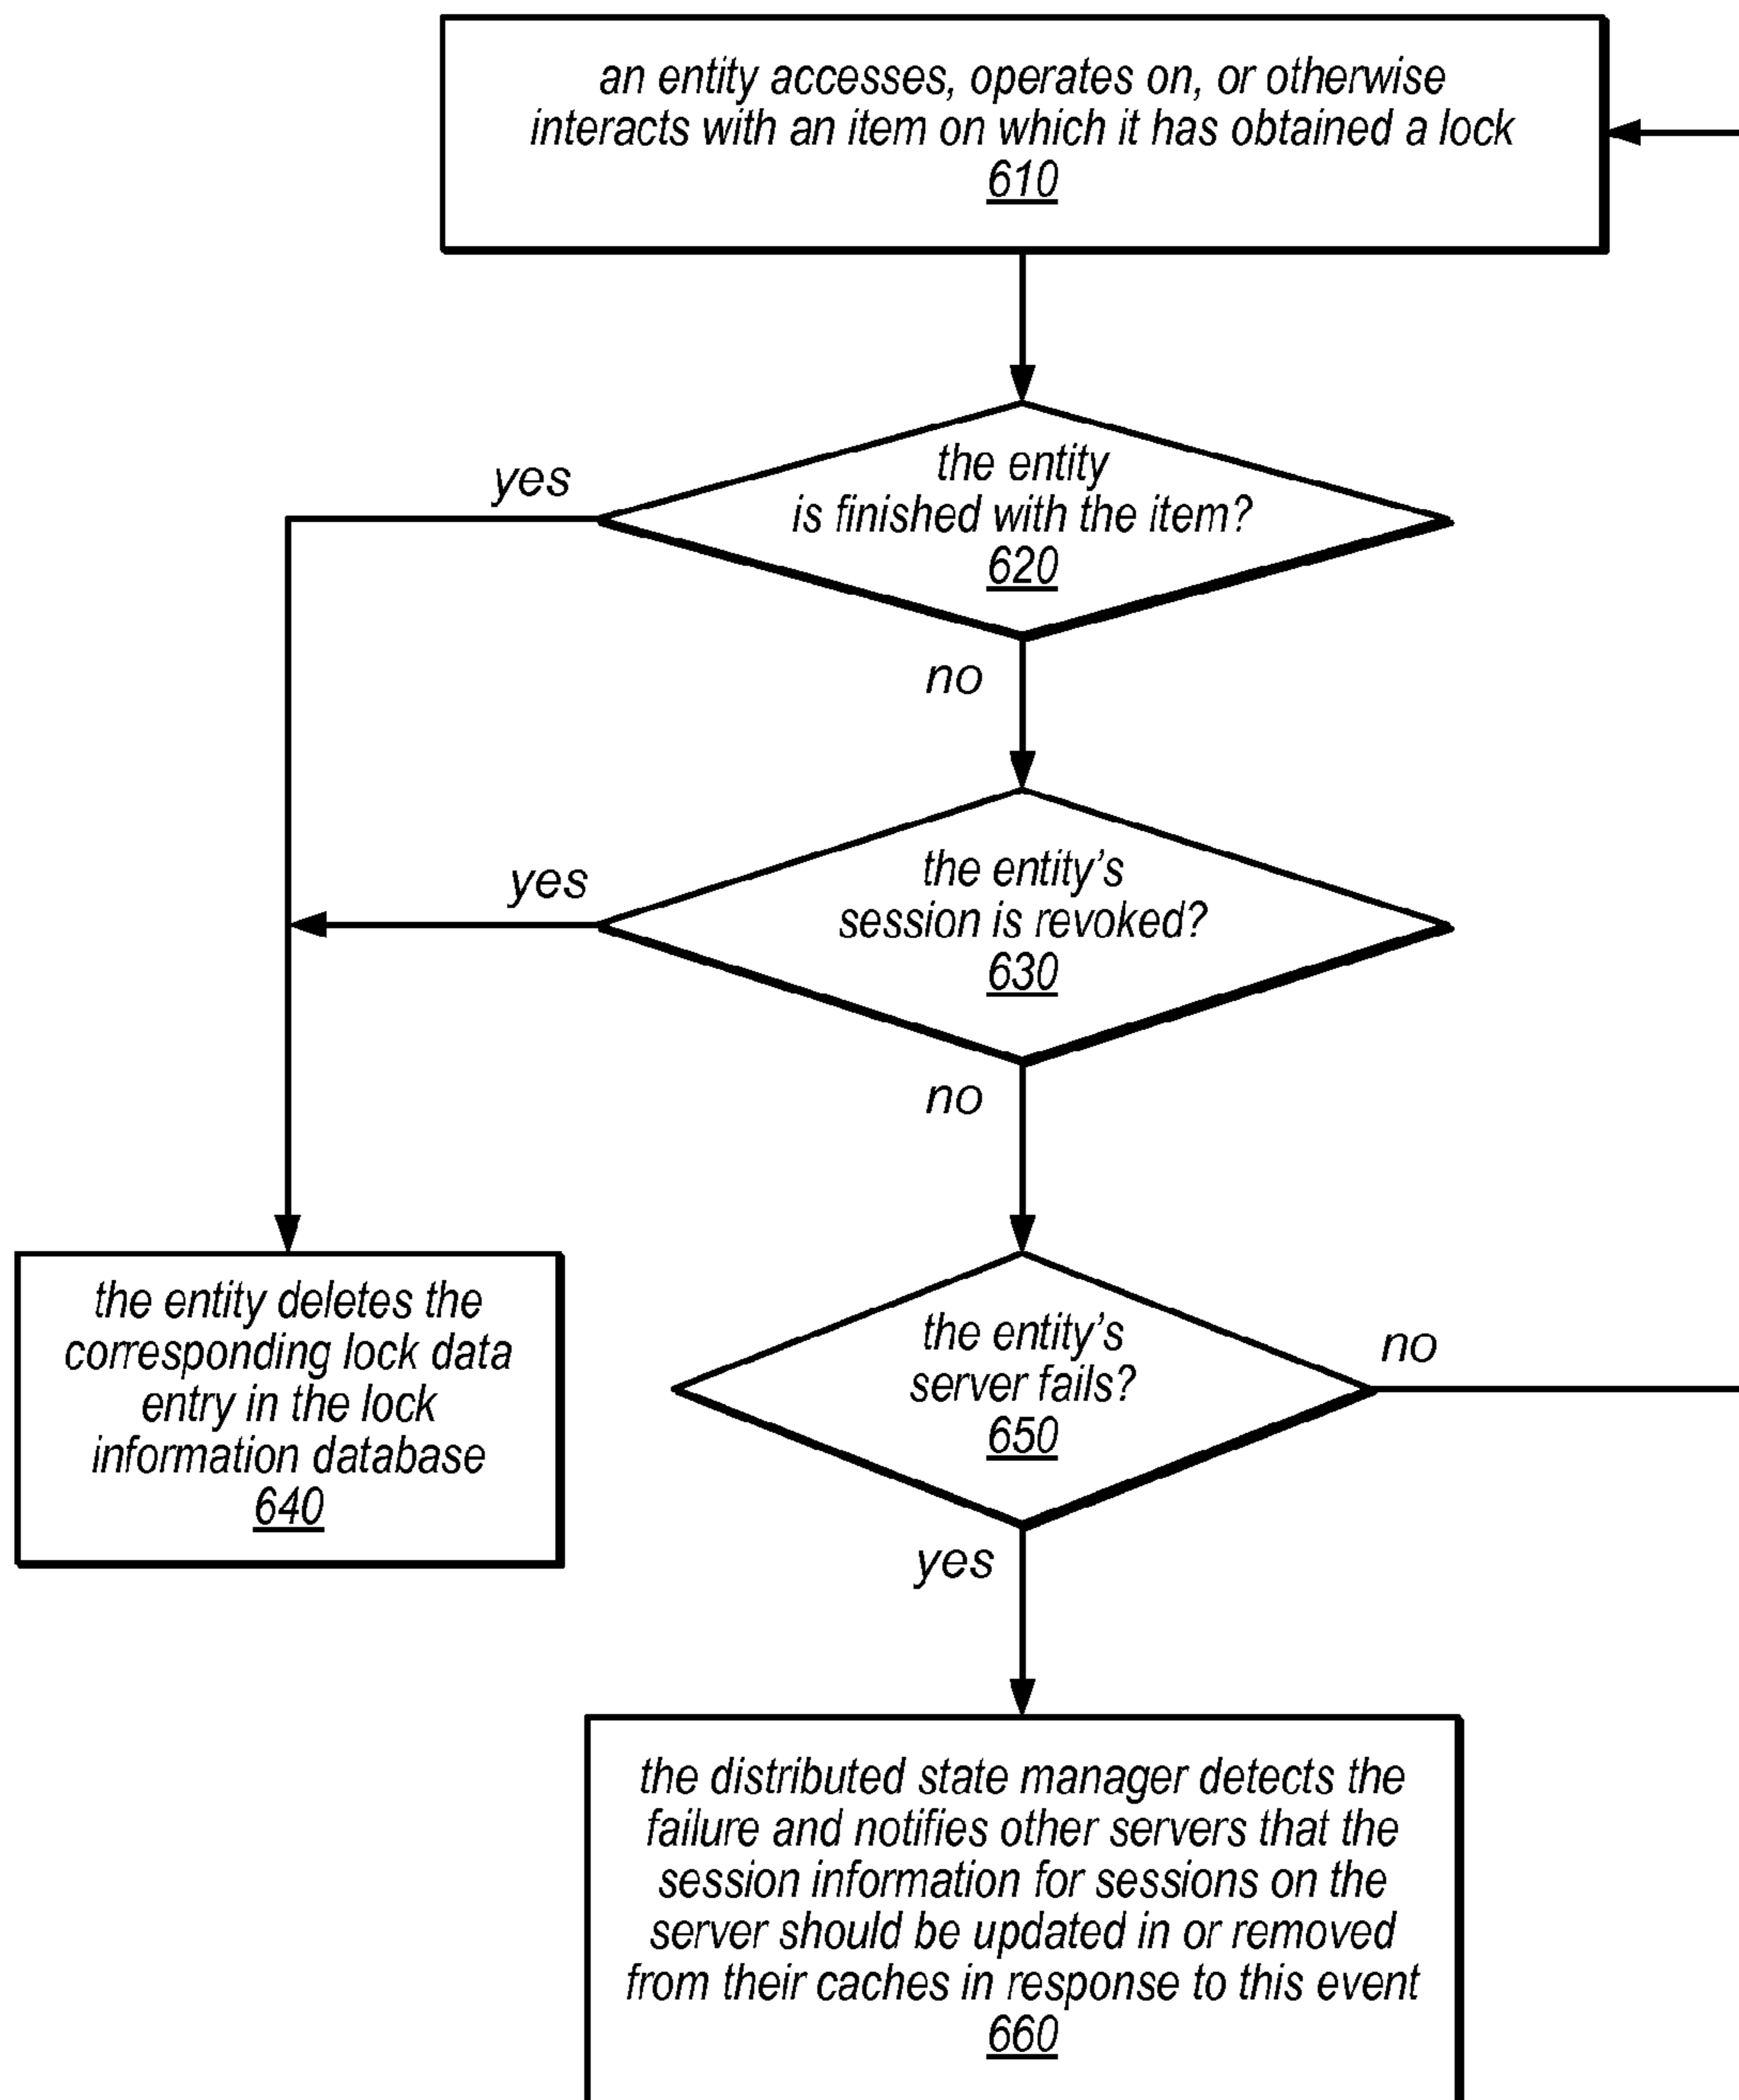 an entity accesses, operates on, or otherwise
interacts with an item on which it has obtained a lock
610
the entity
is finished with the item?
620
yes
no
the entity's
session is revoked?
630
yes
no
the entity deletes the
corresponding lock data
entry in the lock
information database
640
the entity's
server fails?
650
no
yes
the distributed state manager detects the
failure and notifies other servers that the
session information for sessions on the
server should be updated in or removed
from their caches in response to this event
660